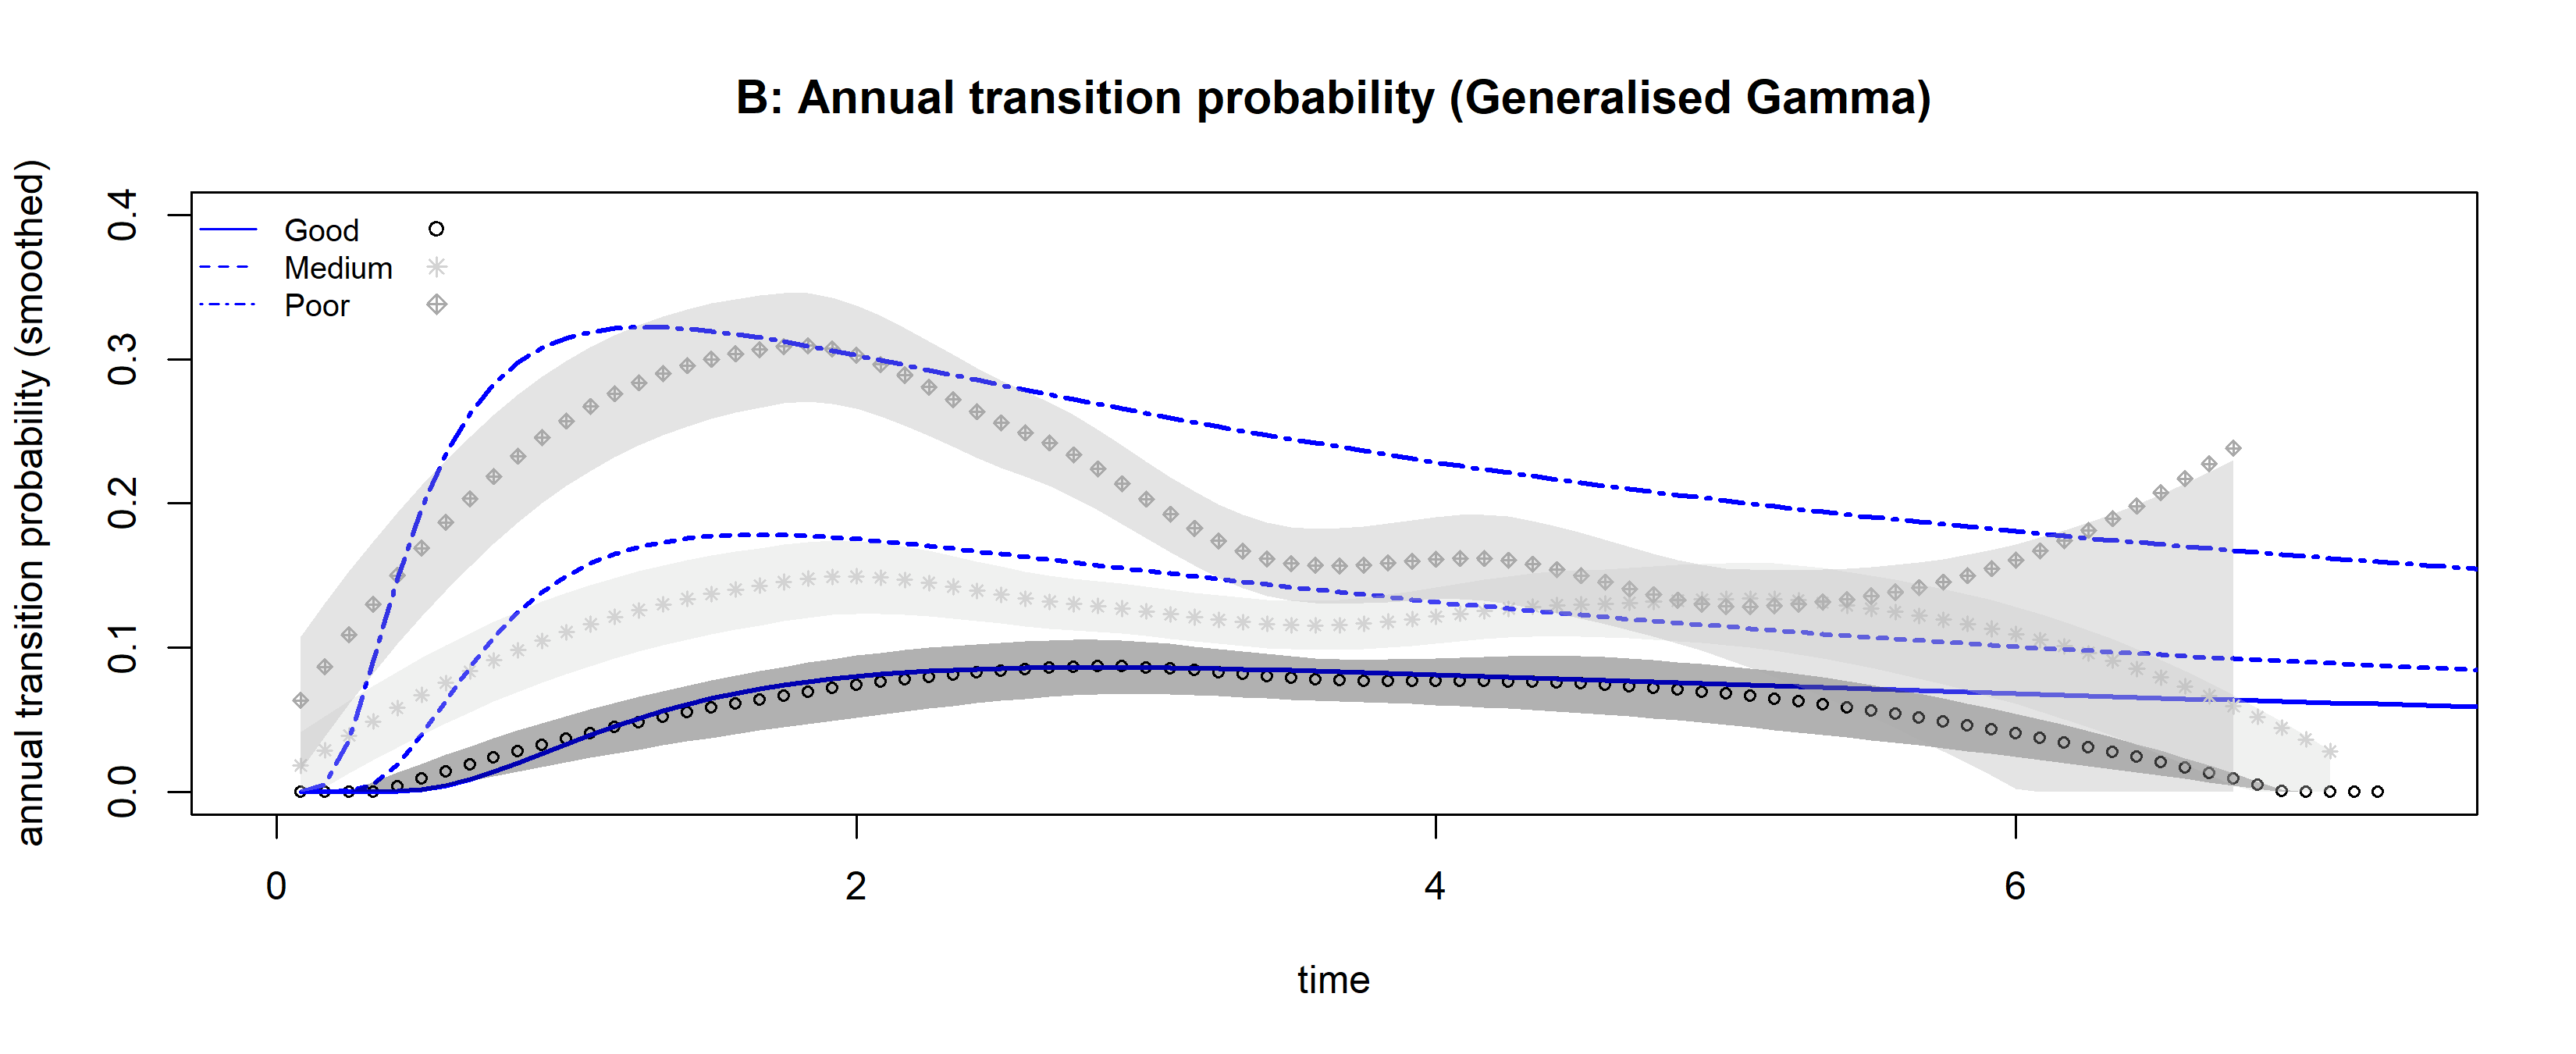 B: Annual transition probability (Generalised Gamma)
annual transition probability (smoothed)
0.4
0.3
0.2
0.1
0.0
Good
Medium
Poor
0 2 4 6
time